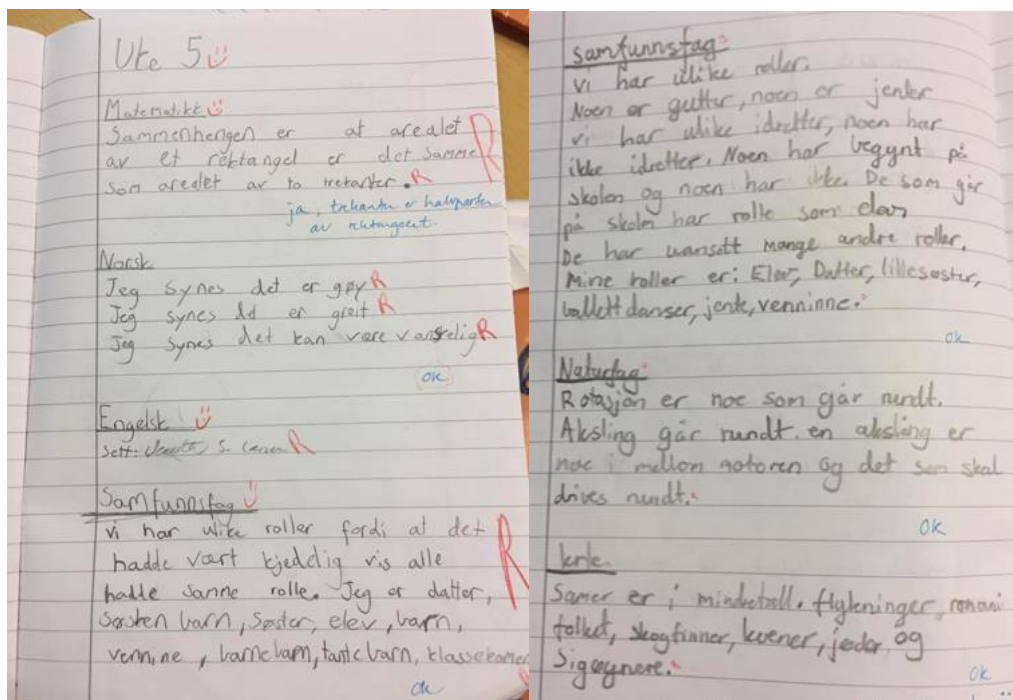 Uke 5
Matematikk
Sammenhengen er at arealet
av et rektangel er det samme
som arealet av to trekanter. R
R
ja, trekanten er halvparten
av rektangelet.
Norsk
Jeg synes det er gøy R
Jeg synes det er greit R
Jeg synes det kan være vanskelig R
ok
Engelsk
Sett: S. R
Samfunnsfag
Vi har ulike roller fordi at det
hadde vært kjedelig vis alle
hadde samme rolle. Jeg er datter,
R
Søsken barn, Søster, elev, barn,
vennine, barnebarn, tante barn, klassekamerat
ok
samfunnsfag
Vi har ulike roller.
Noen er gutter, noen er jenter
vi har ulike idretter, noen har
ikke idretter. Noen har begynt på
skolen og noen har ikke. De som går
på skolen har rolle som elev
De har uansett mange andre roller.
Mine roller er: Elev, Datter, lillesøster,
ballett danser, jente, venninne.
ok
Naturfag
Rotasjon er noe som går rundt.
Aksling går rundt. en aksling er
noe i mellom motoren og det som skal
drives rundt.
ok
krle
Samer er i mindretall. flyktninger, romani
folket, skogfinner, kvener, jøder, og
Sigøynere.
ok